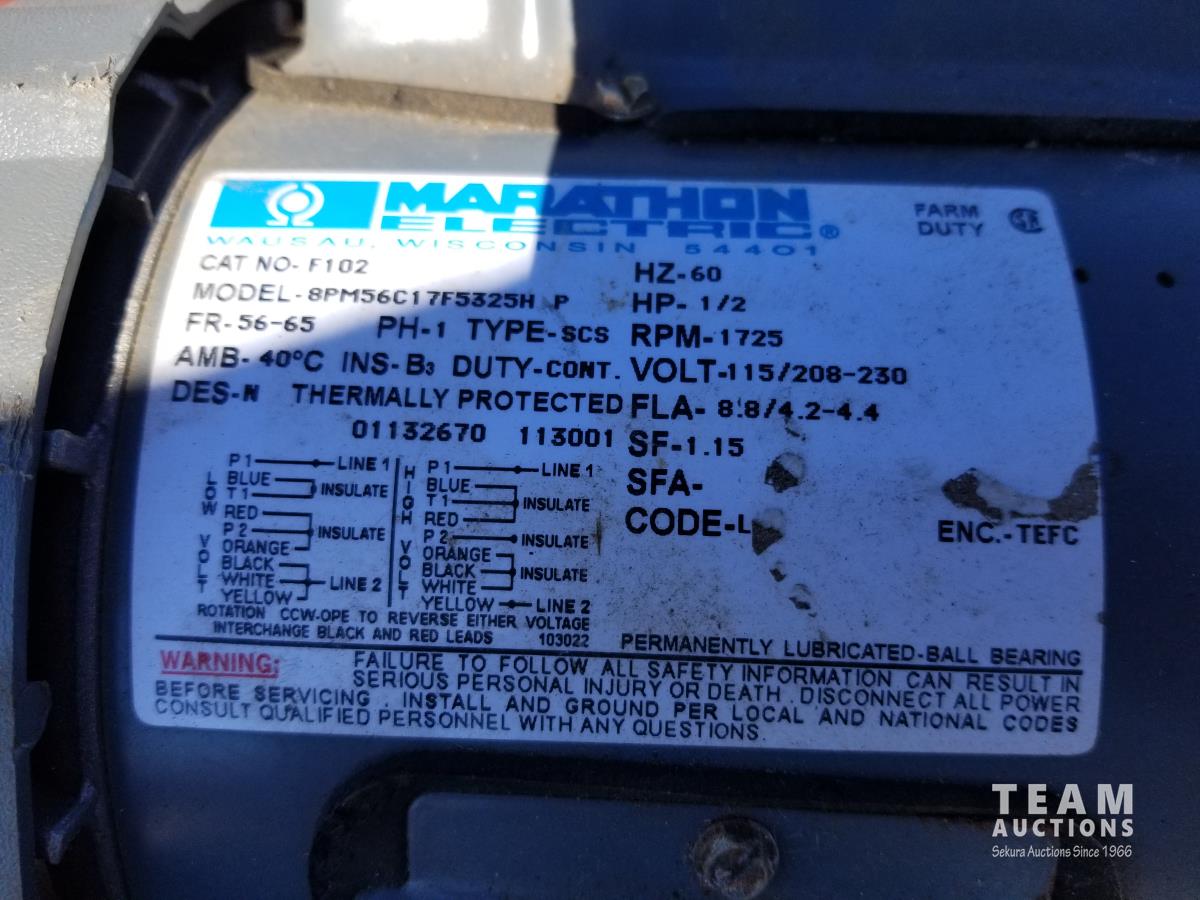 MARATHON
ELECTRIC®
WAUSAU, WISCONSIN 54401
FARM
DUTY
CAT NO- F102
HZ-60
MODEL-8PM56C17F5325H P
HP- 1/2
FR-56-65 PH-1 TYPE-SCS
RPM-1725
AMB-40°C INS-B3 DUTY-CONT.
VOLT-115/208-230
DES-N THERMALLY PROTECTED
FLA- 8.8/4.2-4.4
01132670 113001
SF-1.15
SFA-
CODE-L
ENC.-TEFC
LOW VOLT
P1 LINE 1
BLUE
T1 INSULATE
RED
P2 INSULATE
ORANGE
BLACK
WHITE LINE 2
YELLOW
HIGH VOLT
P1 LINE 1
BLUE
T1 INSULATE
RED
P2 INSULATE
ORANGE
BLACK INSULATE
WHITE
YELLOW LINE 2
ROTATION CCW-OPE TO REVERSE EITHER VOLTAGE
INTERCHANGE BLACK AND RED LEADS 103022
PERMANENTLY LUBRICATED-BALL BEARING
WARNING: FAILURE TO FOLLOW ALL SAFETY INFORMATION CAN RESULT IN
SERIOUS PERSONAL INJURY OR DEATH. DISCONNECT ALL POWER
BEFORE SERVICING. INSTALL AND GROUND PER LOCAL AND NATIONAL CODES
CONSULT QUALIFIED PERSONNEL WITH ANY QUESTIONS.
TEAM
AUCTIONS
Sekura Auctions Since 1966